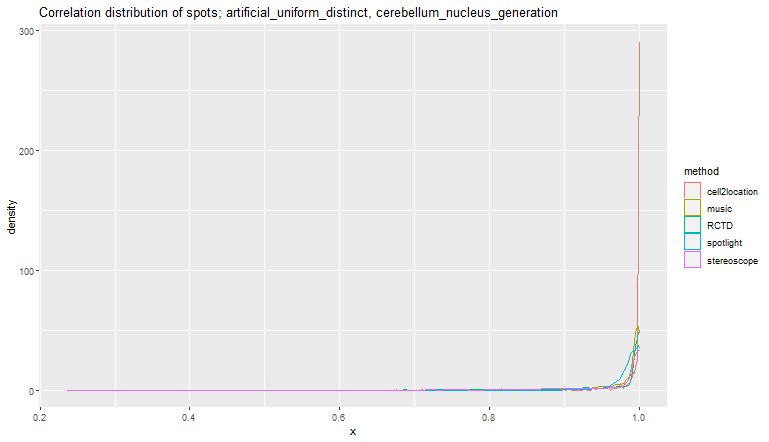 Correlation distribution of spots; artificial_uniform_distinct, cerebellum_nucleus_generation
300
200
100
0
density
0.2
0.4
0.6
0.8
1.0
x
method
cell2location
music
RCTD
spotlight
stereoscope